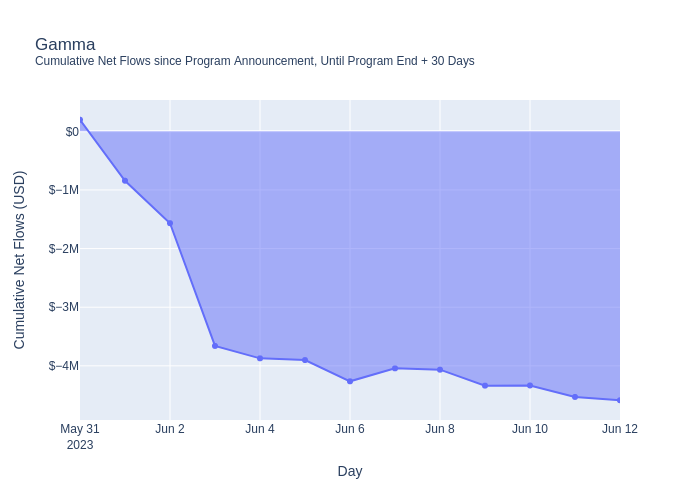 Gamma
Cumulative Net Flows since Program Announcement, Until Program End + 30 Days
Cumulative Net Flows (USD)
$0
$−1M
$−2M
$−3M
$−4M
May 31
2023
Jun 2
Jun 4
Jun 6
Jun 8
Jun 10
Jun 12
Day